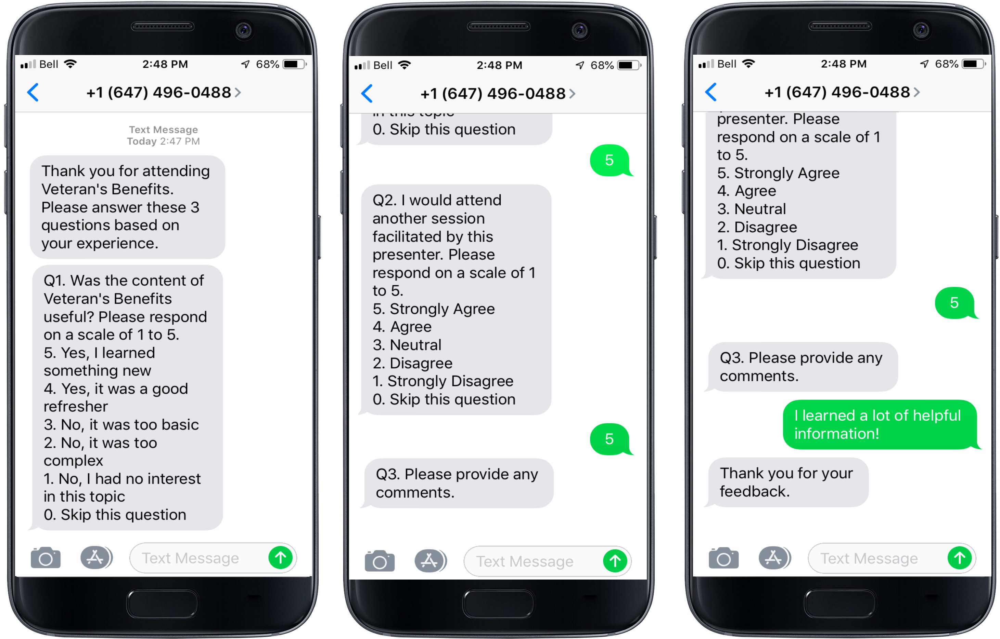 Bell 2:48 PM 68%
+1 (647) 496-0488
Text Message
Today 2:47 PM
Thank you for attending
Veteran's Benefits.
Please answer these 3
questions based on
your experience.
Q1. Was the content of
Veteran's Benefits
useful? Please respond
on a scale of 1 to 5.
5. Yes, I learned
something new
4. Yes, it was a good
refresher
3. No, it was too basic
2. No, it was too
complex
1. No, I had no interest
in this topic
0. Skip this question
Text Message
Bell 2:48 PM 68%
+1 (647) 496-0488
in this topic
0. Skip this question
5
Q2. I would attend
another session
facilitated by this
presenter. Please
respond on a scale of 1
to 5.
5. Strongly Agree
4. Agree
3. Neutral
2. Disagree
1. Strongly Disagree
0. Skip this question
5
Q3. Please provide any
comments.
Text Message
Bell 2:48 PM 68%
+1 (647) 496-0488
presenter. Please
respond on a scale of 1
to 5.
5. Strongly Agree
4. Agree
3. Neutral
2. Disagree
1. Strongly Disagree
0. Skip this question
5
Q3. Please provide any
comments.
I learned a lot of helpful
information!
Thank you for your
feedback.
Text Message